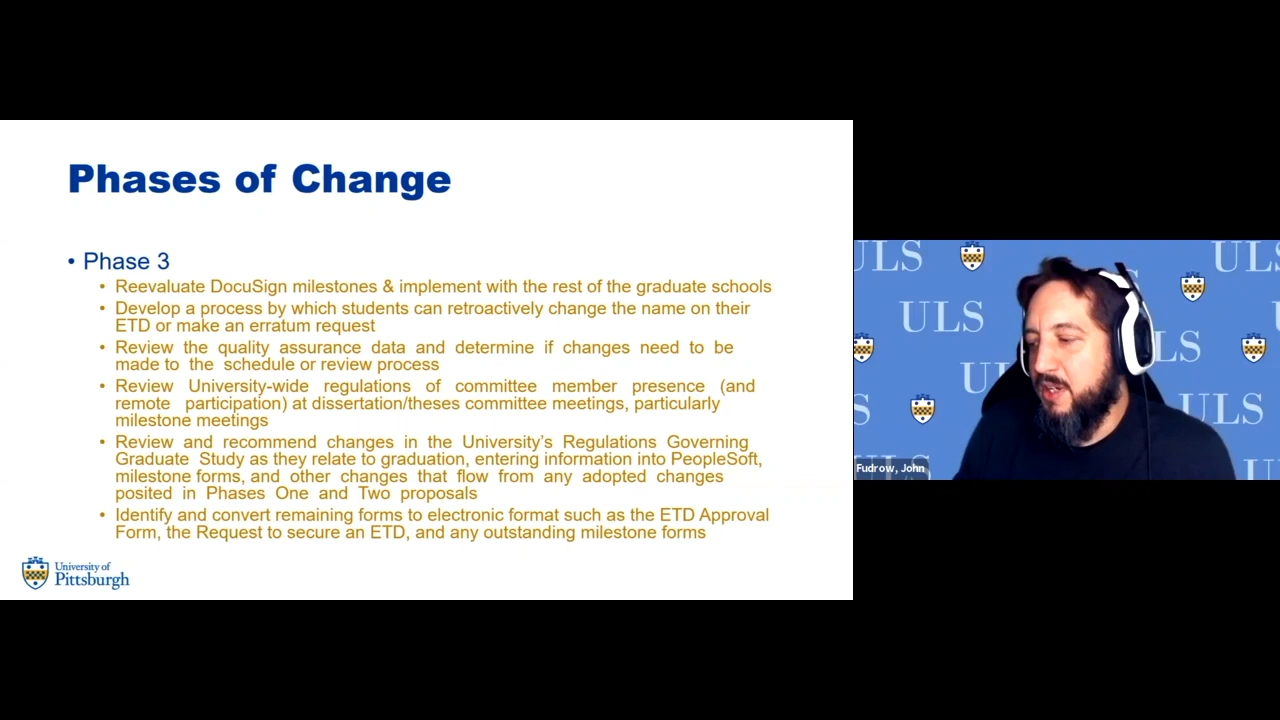 Phases of Change
• Phase 3
• Reevaluate DocuSign milestones & implement with the rest of the graduate schools
• Develop a process by which students can retroactively change the name on their
ETD or make an erratum request
• Review the quality assurance data and determine if changes need to be
made to the schedule or review process
• Review University-wide regulations of committee member presence (and
remote participation) at dissertation/theses committee meetings, particularly
milestone meetings
• Review and recommend changes in the University's Regulations Governing
Graduate Study as they relate to graduation, entering information into PeopleSoft,
milestone forms, and other changes that flow from any adopted changes
posited in Phases One and Two proposals
• Identify and convert remaining forms to electronic format such as the ETD Approval
Form, the Request to secure an ETD, and any outstanding milestone forms
University of
Pittsburgh
ULS
ULS
ULS
ULS
Fudrow, John